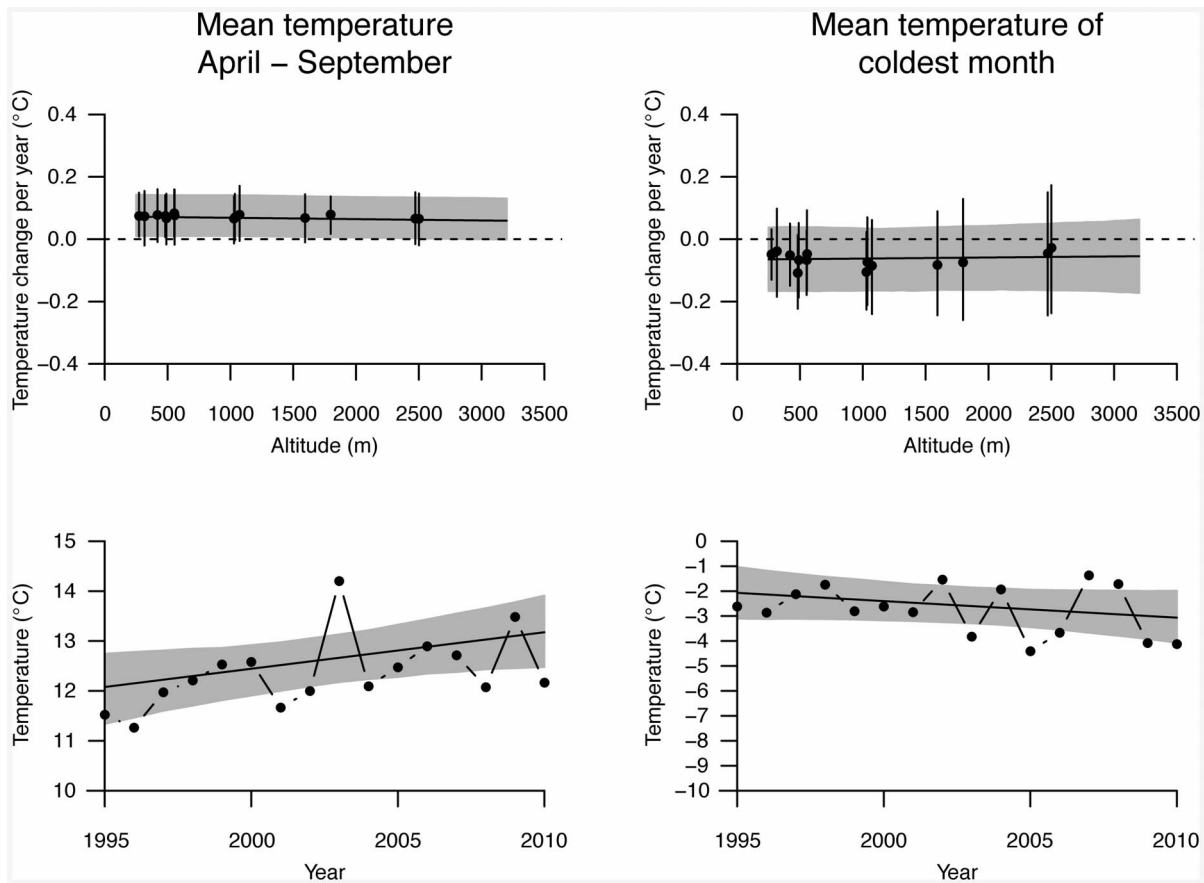 Mean temperature
April – September
Temperature change per year (°C)
0.4
0.2
0.0
−0.2
−0.4
0 500 1000 1500 2000 2500 3000 3500
Altitude (m)
Mean temperature of
coldest month
Temperature change per year (°C)
0.4
0.2
0.0
−0.2
−0.4
0 500 1000 1500 2000 2500 3000 3500
Altitude (m)
Temperature (°C)
15
14
13
12
11
10
1995 2000 2005 2010
Year
Temperature (°C)
0
−1
−2
−3
−4
−5
−6
−7
−8
−9
−10
1995 2000 2005 2010
Year